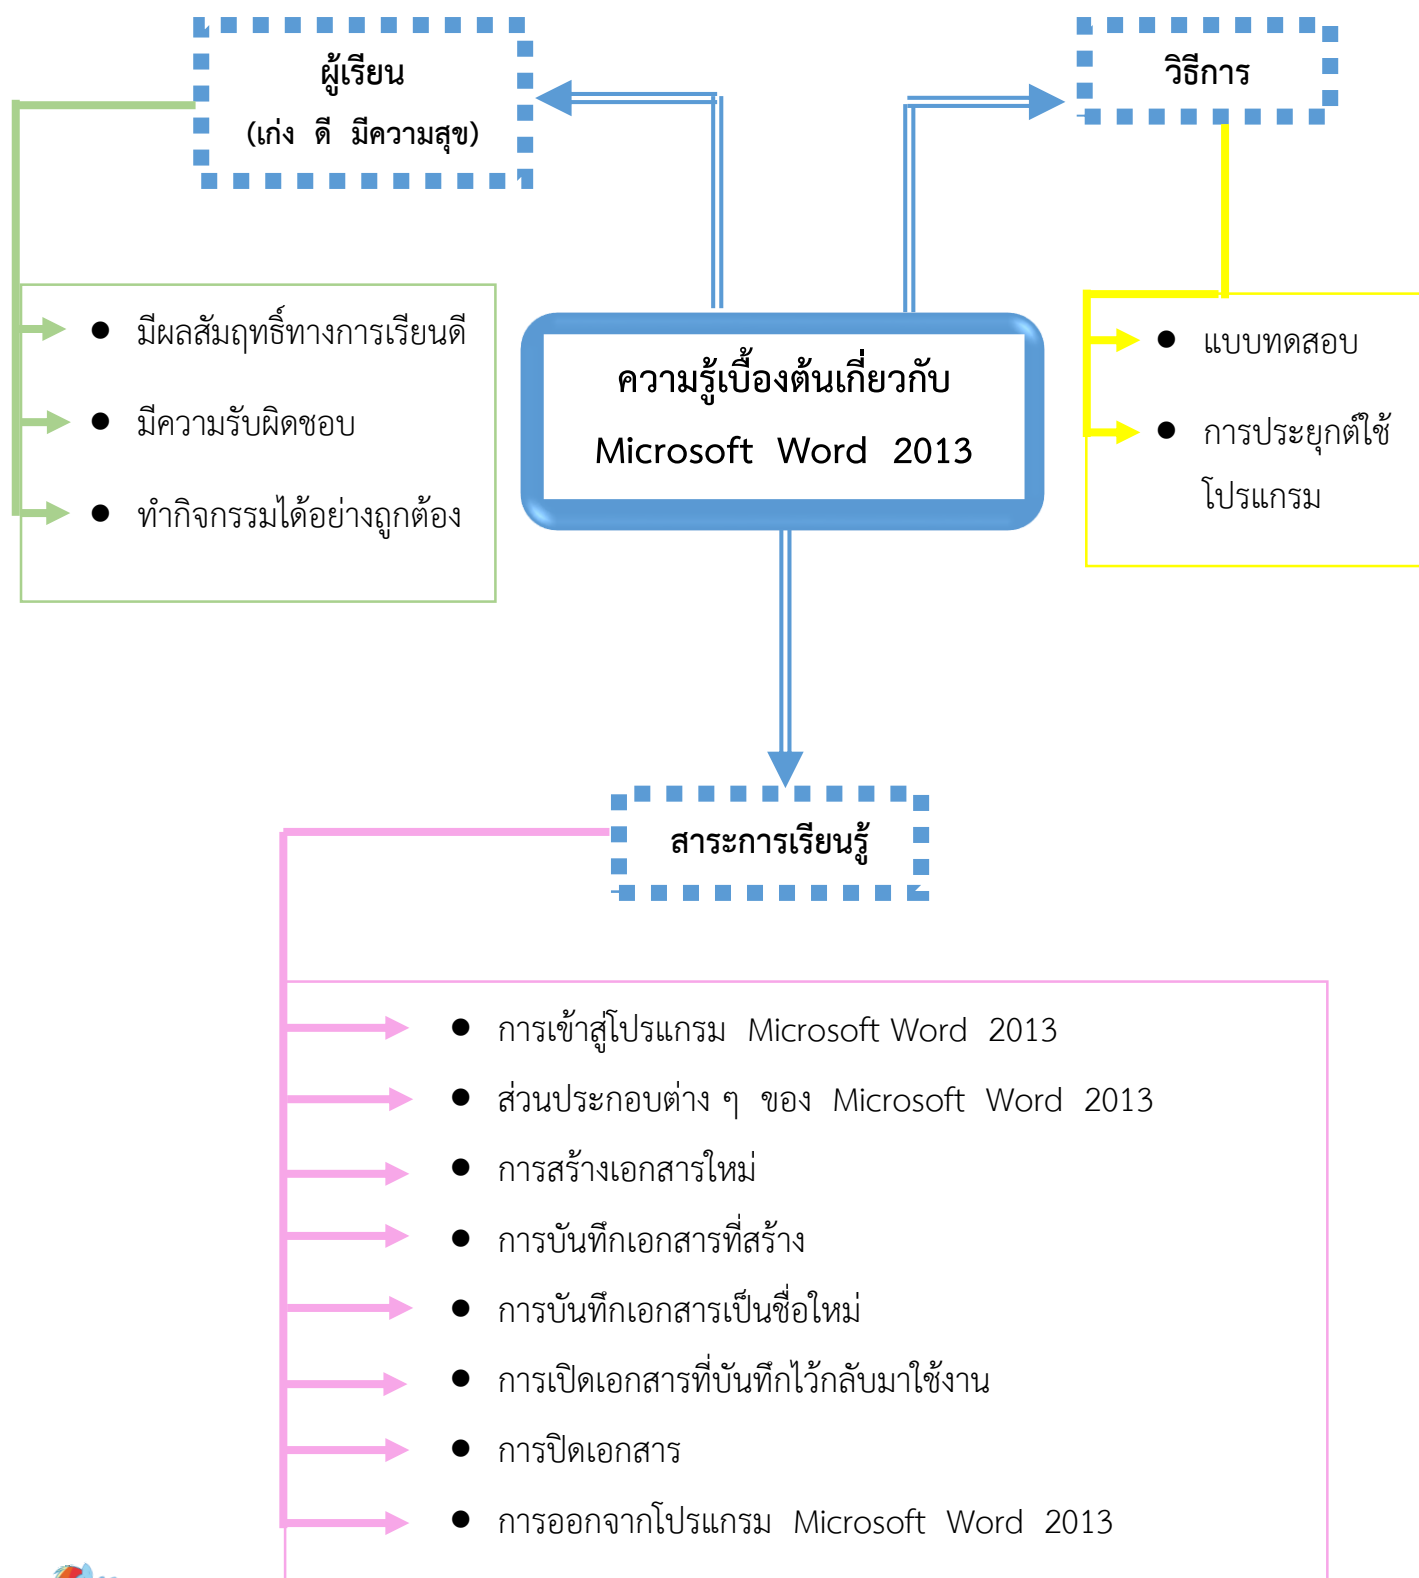 ผู้เรียน
(เก่ง ดี มีความสุข)
วิธีการ
มีผลสัมฤทธิ์ทางการเรียนดี
มีความรับผิดชอบ
ทำกิจกรรมได้อย่างถูกต้อง
ความรู้เบื้องต้นเกี่ยวกับ
Microsoft Word 2013
แบบทดสอบ
การประยุกต์ใช้
โปรแกรม
สาระการเรียนรู้
การเข้าสู่โปรแกรม Microsoft Word 2013
ส่วนประกอบต่าง ๆ ของ Microsoft Word 2013
การสร้างเอกสารใหม่
การบันทึกเอกสารที่สร้าง
การบันทึกเอกสารเป็นชื่อใหม่
การเปิดเอกสารที่บันทึกไว้กลับมาใช้งาน
การปิดเอกสาร
การออกจากโปรแกรม Microsoft Word 2013